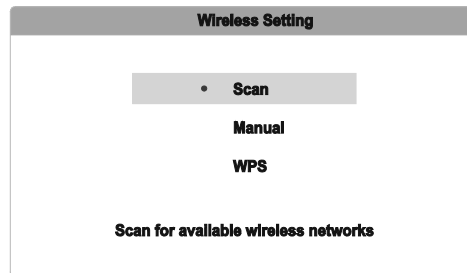 Wireless Setting
Scan
Manual
WPS
Scan for available wireless networks